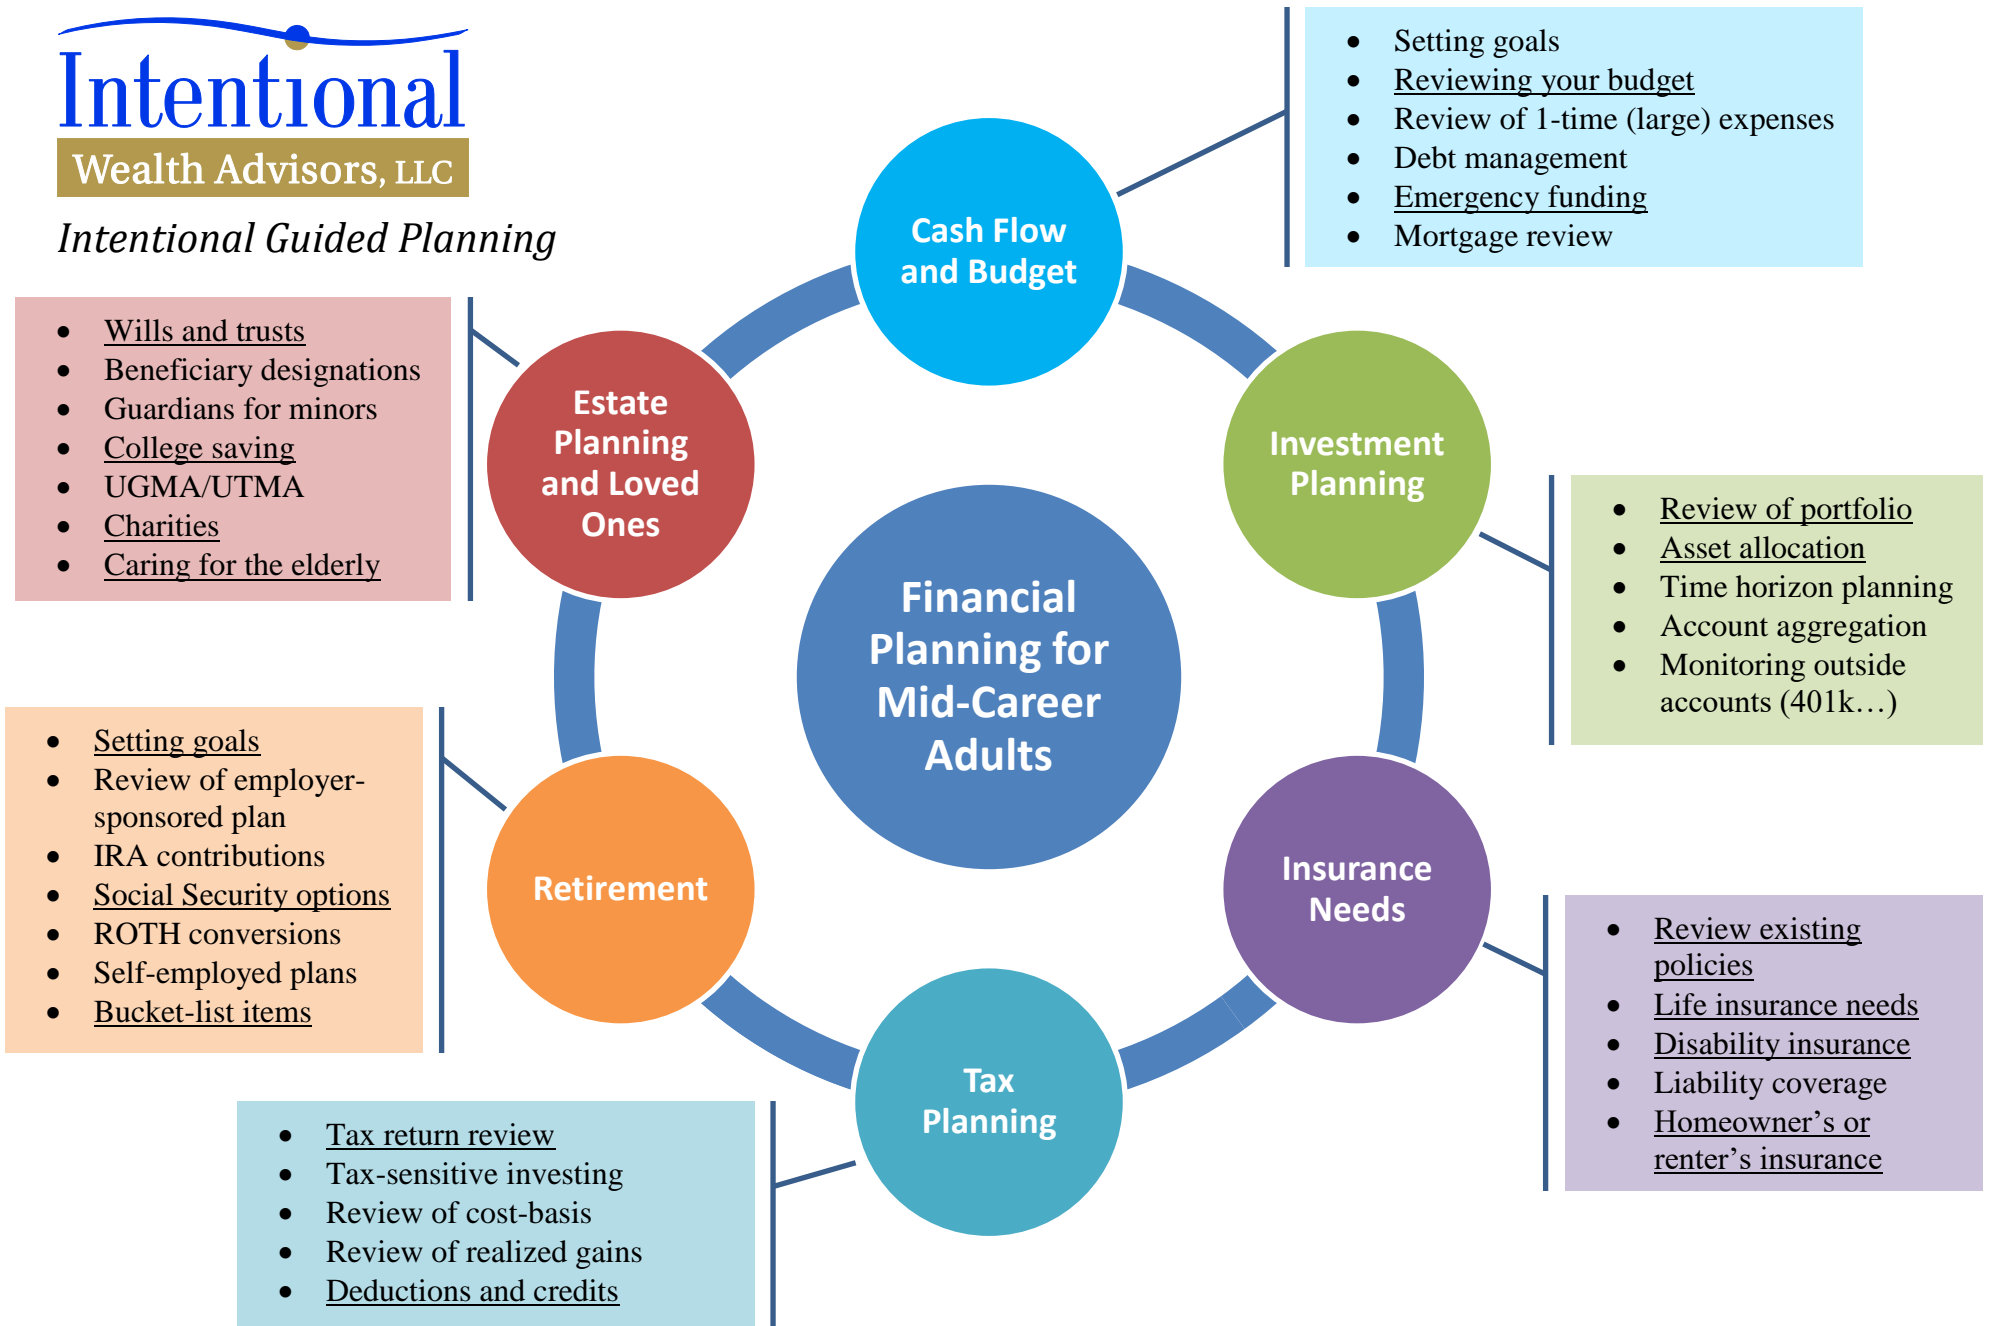 Intentional
Wealth Advisors, LLC
Intentional Guided Planning
Cash Flow
and Budget
• Setting goals
• Reviewing your budget
• Review of 1-time (large) expenses
• Debt management
• Emergency funding
• Mortgage review
Investment
Planning
• Review of portfolio
• Asset allocation
• Time horizon planning
• Account aggregation
• Monitoring outside
accounts (401k…)
Insurance
Needs
• Review existing
policies
• Life insurance needs
• Disability insurance
• Liability coverage
• Homeowner’s or
renter’s insurance
Tax
Planning
• Tax return review
• Tax-sensitive investing
• Review of cost-basis
• Review of realized gains
• Deductions and credits
Retirement
• Setting goals
• Review of employer-
sponsored plan
• IRA contributions
• Social Security options
• ROTH conversions
• Self-employed plans
• Bucket-list items
Estate
Planning
and Loved
Ones
• Wills and trusts
• Beneficiary designations
• Guardians for minors
• College saving
• UGMA/UTMA
• Charities
• Caring for the elderly
Financial
Planning for
Mid-Career
Adults